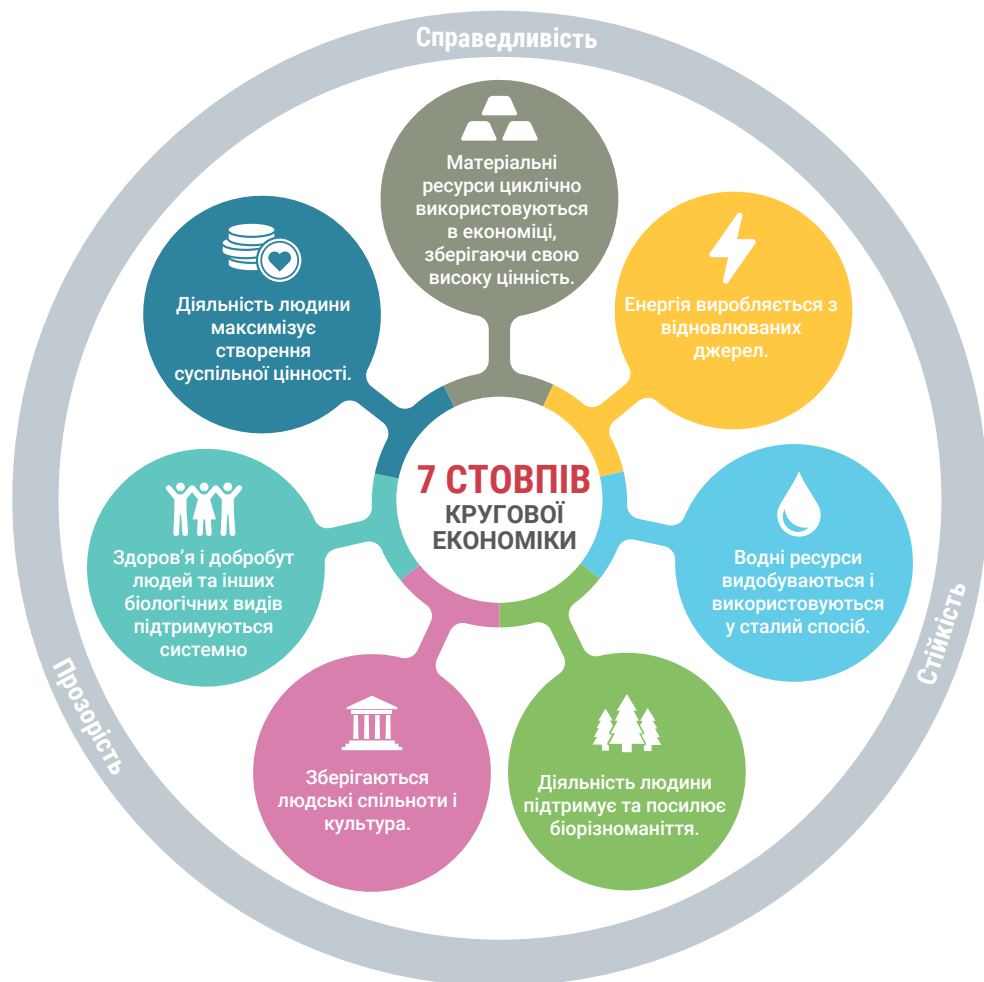 Справедливість
Матеріальні
ресурси циклічно
використовуються
в економіці,
зберігаючи свою
високу цінність.
Енергія виробляється з
відновлюваних
джерел.
Водні ресурси
видобуваються і
використовуються
у сталий спосіб.
Діяльність людини
підтримує та посилює
біорізноманіття.
Зберігаються
людські спільноти і
культура.
Здоров’я і добробут
людей та інших
біологічних видів
підтримуються
системно
Діяльність людини
максимізує
створення
суспільної цінності.
7 СТОВПІВ
КРУГОВОЇ
ЕКОНОМІКИ
Стійкість
Прозорість